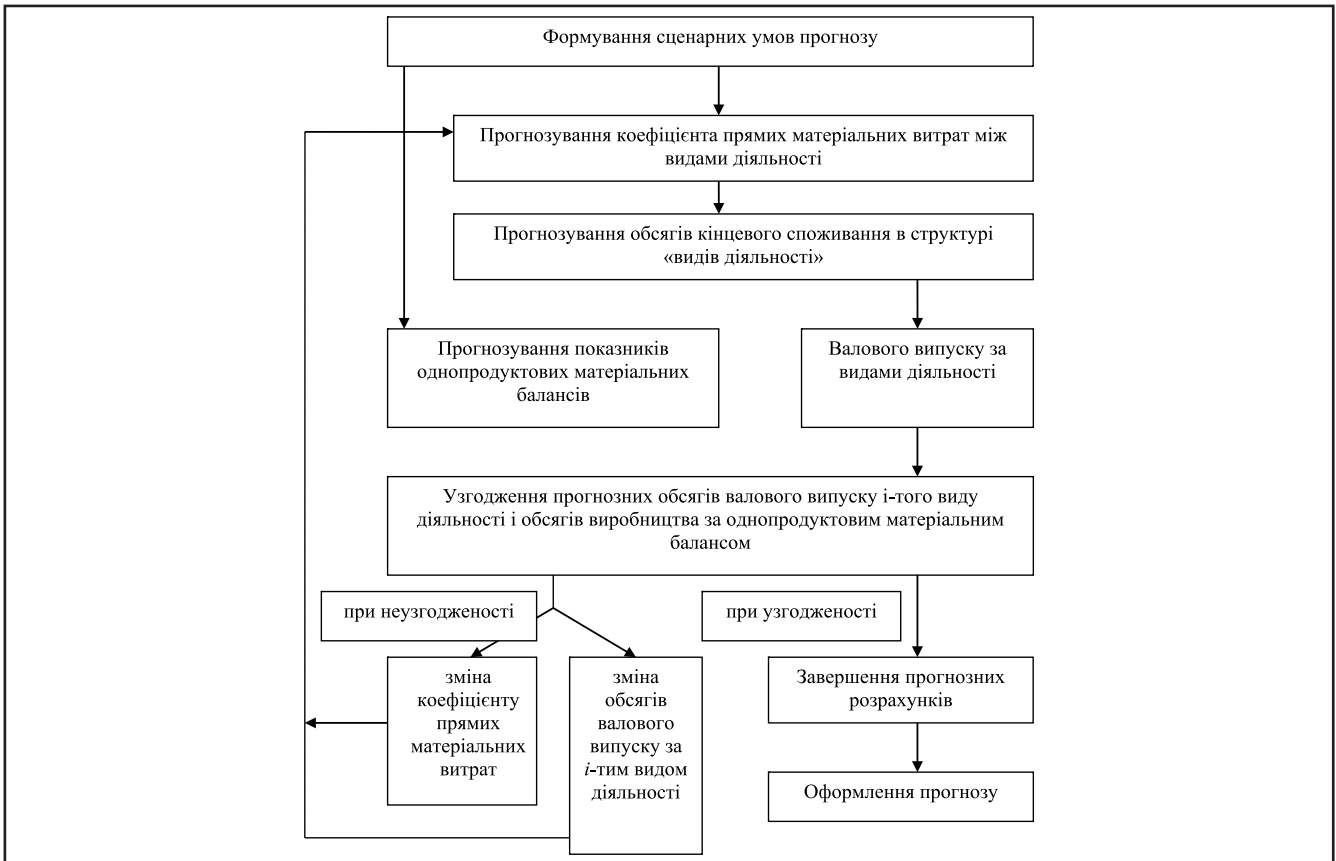 Формування сценарних умов прогнозу
Прогнозування коефіцієнта прямих матеріальних витрат між
видами діяльності
Прогнозування обсягів кінцевого споживання в структурі
«видів діяльності»
Прогнозування показників
однопродуктових матеріальних
балансів
Валового випуску за
видами діяльності
Узгодження прогнозних обсягів валового випуску і-того виду
діяльності і обсягів виробництва за однопродуктовим матеріальним
балансом
при неузгодженості
при узгодженості
зміна
коефіцієнту
прямих
матеріальних
витрат
зміна
обсягів
валового
випуску за
і-тим видом
діяльності
Завершення прогнозних
розрахунків
Оформлення прогнозу